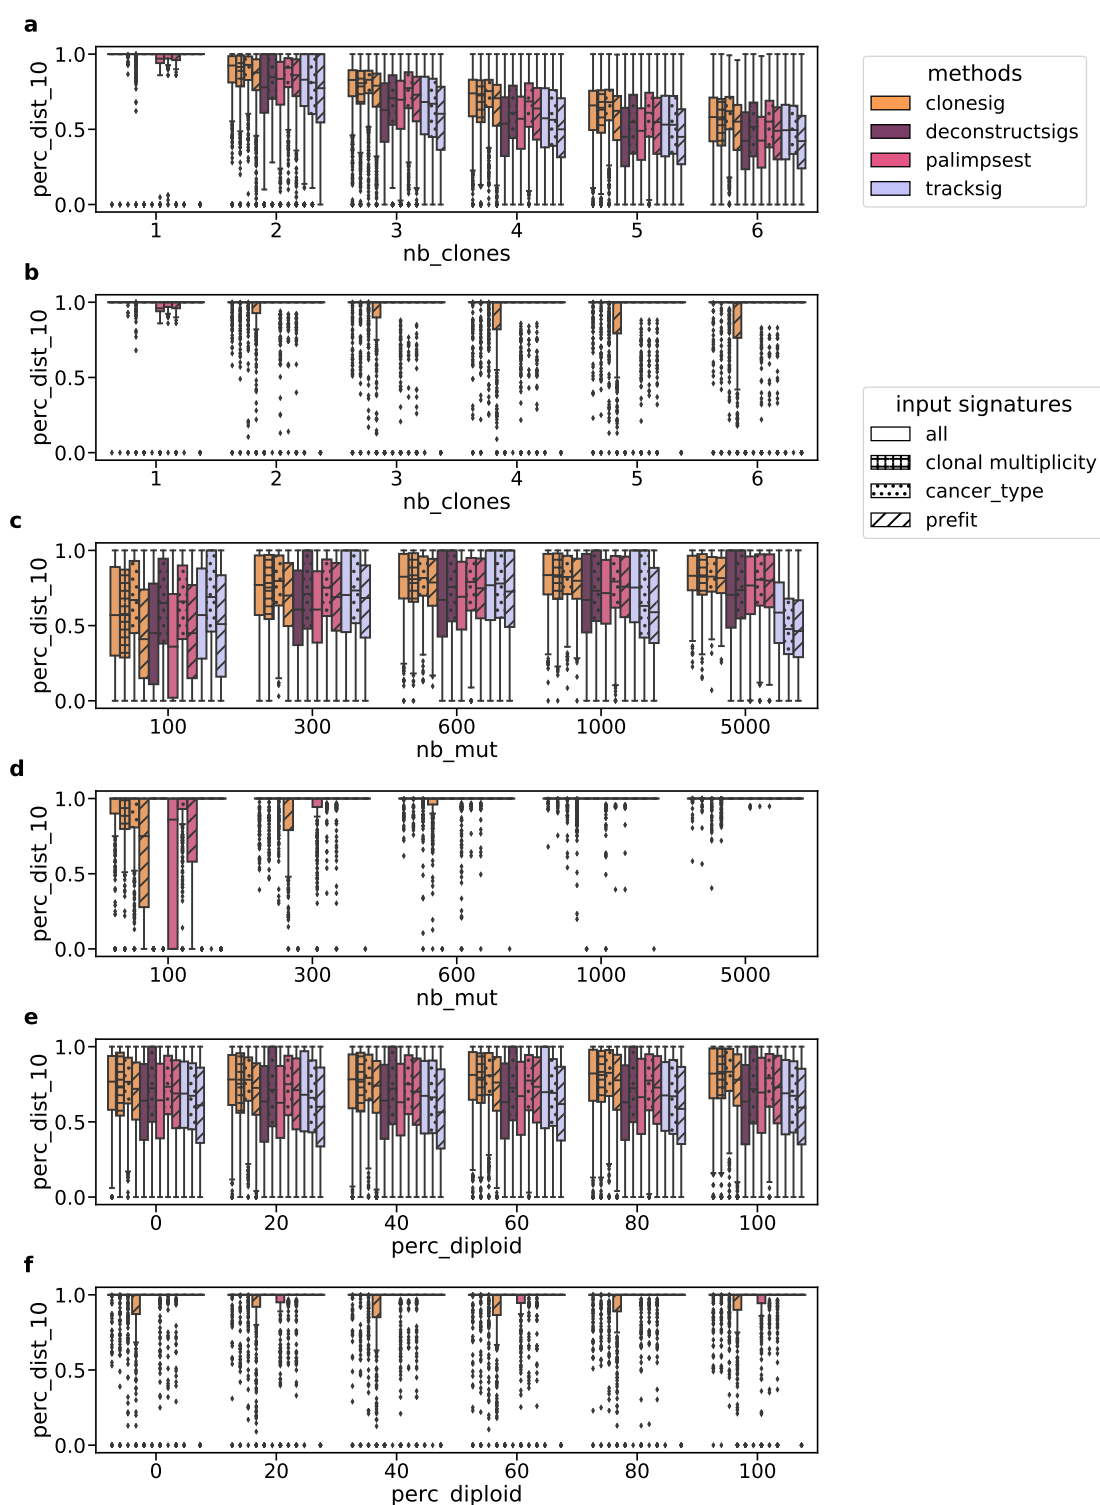 a
perc_dist_10
1.0
0.5
0.0
1 2 3 4 5 6
nb_clones
methods
clonesig
deconstructsigs
palimpsest
tracksig
b
perc_dist_10
1.0
0.5
0.0
1 2 3 4 5 6
nb_clones
input signatures
all
clonal multiplicity
cancer_type
prefit
c
perc_dist_10
1.0
0.5
0.0
100 300 600 1000 5000
nb_mut
d
perc_dist_10
1.0
0.5
0.0
100 300 600 1000 5000
nb_mut
e
perc_dist_10
1.0
0.5
0.0
0 20 40 60 80 100
perc_diploid
f
perc_dist_10
1.0
0.5
0.0
0 20 40 60 80 100
perc_diploid